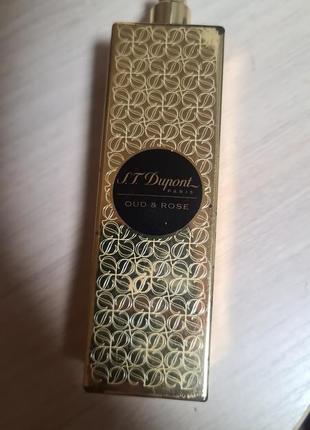 S.T Dupont
PARIS
OUD & ROSE